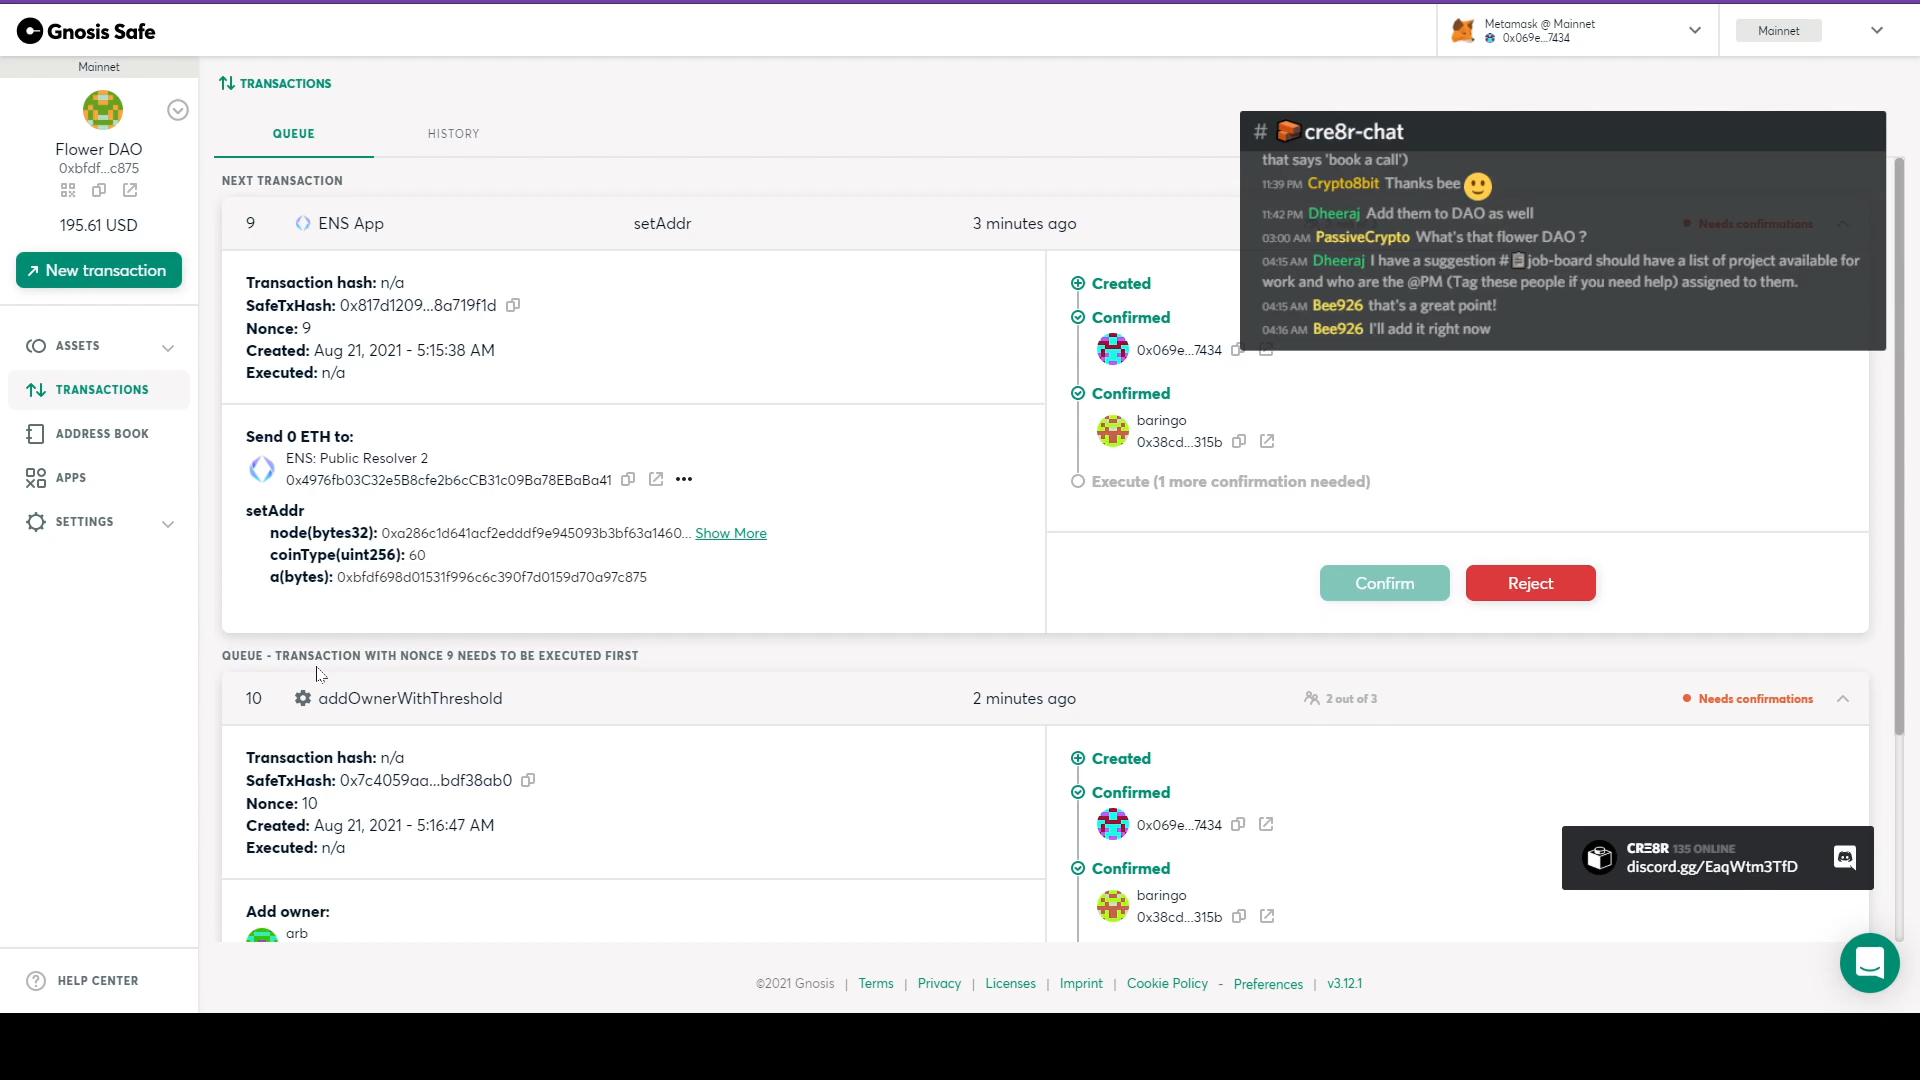 Gnosis Safe
Metamask @ Mainnet
0x069e...7434
Mainnet
Mainnet
Flower DAO
0xbfdf...c875
195.61 USD
New transaction
ASSETS
TRANSACTIONS
ADDRESS BOOK
APPS
SETTINGS
HELP CENTER
TRANSACTIONS
QUEUE
HISTORY
NEXT TRANSACTION
9 ENS App setAddr 3 minutes ago Needs confirmations
Transaction hash: n/a
SafeTxHash: 0x817d1209...8a719f1d
Nonce: 9
Created: Aug 21, 2021 - 5:15:38 AM
Executed: n/a
Send 0 ETH to:
ENS: Public Resolver 2
0x4976fb03C32e5B8cfe2b6cCB31c09Ba78EBaBa41
setAddr
node(bytes32): 0xa286c1d641acf2edddf9e945093b3bf63a1460... Show More
coinType(uint256): 60
a(bytes): 0xbfdf698d01531f996c6c390f7d0159d70a97c875
Created
Confirmed
0x069e...7434
Confirmed
baringo
0x38cd...315b
Execute (1 more confirmation needed)
Confirm
Reject
# cre8r-chat
that says 'book a call')
11:39 PM Crypto8bit Thanks bee
11:42 PM Dheeraj Add them to DAO as well
03:00 AM PassiveCrypto What's that flower DAO ?
04:15 AM Dheeraj I have a suggestion # job-board should have a list of project available for
work and who are the @PM (Tag these people if you need help) assigned to them.
04:15 AM Bee926 that's a great point!
04:16 AM Bee926 I'll add it right now
QUEUE - TRANSACTION WITH NONCE 9 NEEDS TO BE EXECUTED FIRST
10 addOwnerWithThreshold 2 minutes ago 2 out of 3 Needs confirmations
Transaction hash: n/a
SafeTxHash: 0x7c4059aa...bdf38ab0
Nonce: 10
Created: Aug 21, 2021 - 5:16:47 AM
Executed: n/a
Add owner:
arb
Created
Confirmed
0x069e...7434
Confirmed
baringo
0x38cd...315b
CRE8R 135 ONLINE
discord.gg/EaqWtm3TfD
©2021 Gnosis | Terms | Privacy | Licenses | Imprint | Cookie Policy - Preferences | v3.12.1